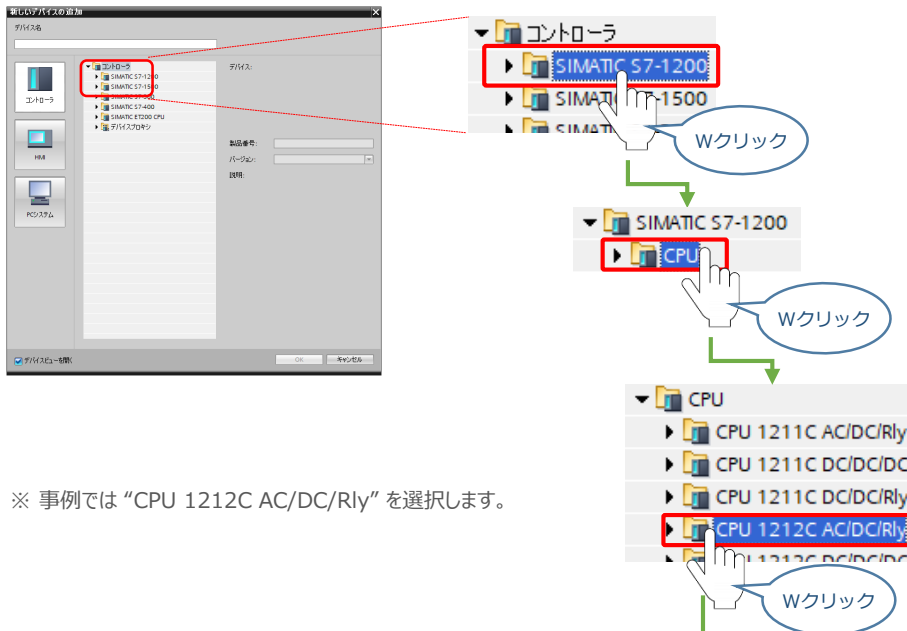 新しいデバイスの追加
デバイス名
コントローラ
HMI
PCシステム
コントローラ
SIMATIC S7-1200
SIMATIC S7-1500
SIMATIC S7-400
SIMATIC ET200 CPU
デバイスプロキシ
デバイス:
製品番号:
バージョン:
説明:
デバイスビューを開く
OK
キャンセル
コントローラ
SIMATIC S7-1200
SIMATIC S7-1500
Wクリック
SIMATIC S7-1200
CPU
Wクリック
CPU
CPU 1211C AC/DC/Rly
CPU 1211C DC/DC/DC
CPU 1211C DC/DC/Rly
CPU 1212C AC/DC/Rly
Wクリック
※ 事例では “CPU 1212C AC/DC/Rly” を選択します。